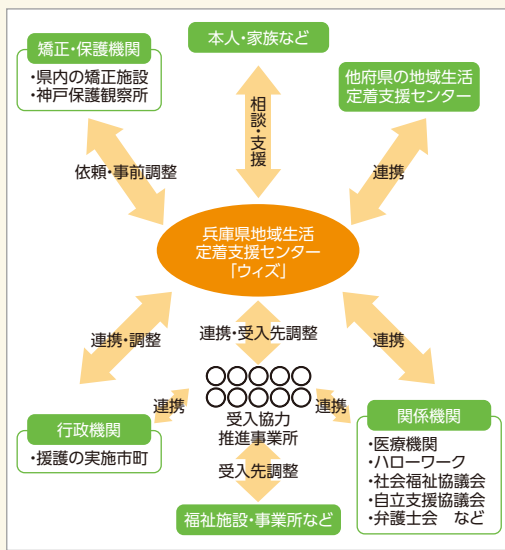 本人・家族など
矯正・保護機関
・県内の矯正施設
・神戸保護観察所
他府県の地域生活
定着支援センター
相談・支援
依頼・事前調整
連携
兵庫県地域生活
定着支援センター
「ウィズ」
連携・調整
連携・受入先調整
連携
連携
連携
受入協力
推進事業所
行政機関
・援護の実施市町
関係機関
・医療機関
・ハローワーク
・社会福祉協議会
・自立支援協議会
・弁護士会 など
受入先調整
福祉施設・事業所など